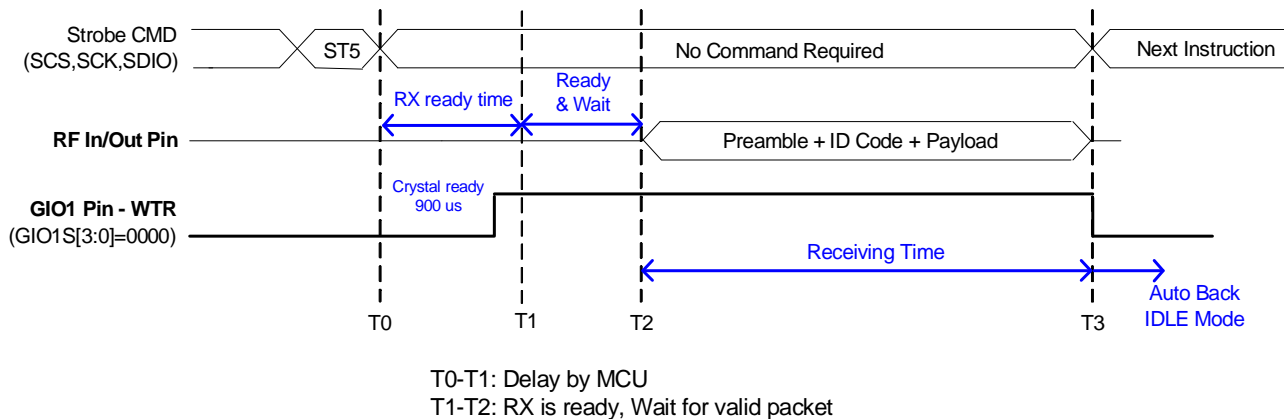 Strobe CMD
(SCS,SCK,SDIO)
ST5
No Command Required
Next Instruction
RX ready time
Ready
& Wait
RF In/Out Pin
Preamble + ID Code + Payload
Crystal ready
900 us
GIO1 Pin - WTR
(GIO1S[3:0]=0000)
Receiving Time
Auto Back
IDLE Mode
T0
T1
T2
T3
T0-T1: Delay by MCU
T1-T2: RX is ready, Wait for valid packet